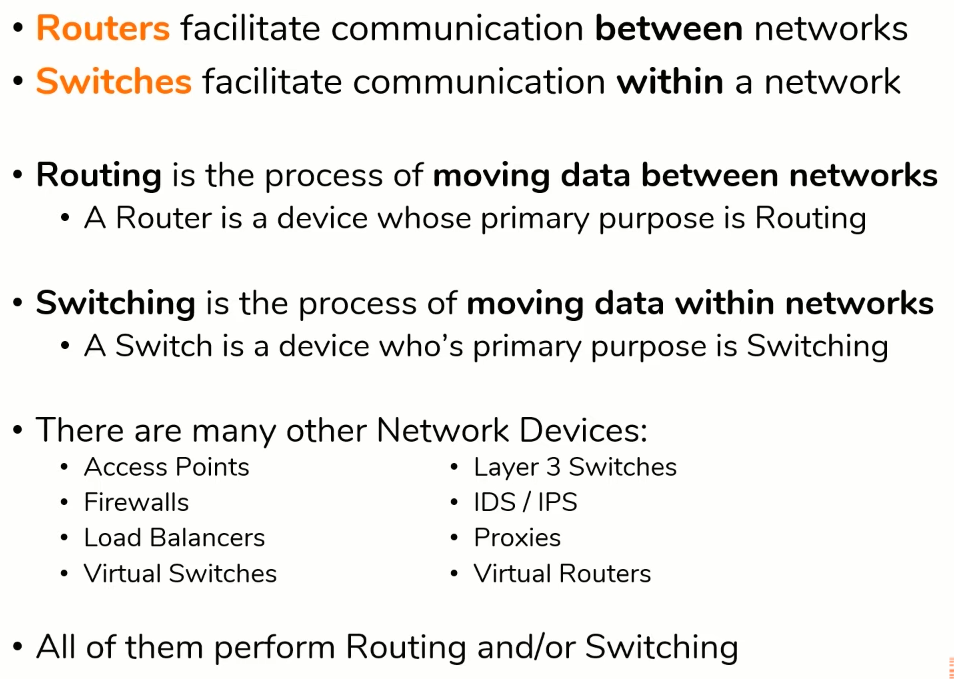 • Routers facilitate communication between networks
• Switches facilitate communication within a network
• Routing is the process of moving data between networks
• A Router is a device whose primary purpose is Routing
• Switching is the process of moving data within networks
• A Switch is a device who's primary purpose is Switching
• There are many other Network Devices:
• Access Points
• Firewalls
• Load Balancers
• Virtual Switches
• Layer 3 Switches
• IDS / IPS
• Proxies
• Virtual Routers
• All of them perform Routing and/or Switching